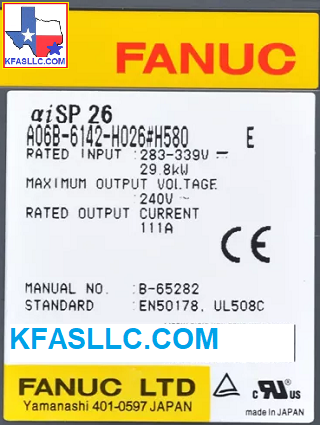 KFASLLC.COM
FANUC
αiSP 26
A06B-6142-H026#H580 E
RATED INPUT :283-339V⎓
29.8kW
MAXIMUM OUTPUT VOLTAGE
240V~
RATED OUTPUT CURRENT
111A
CE
MANUAL NO. :B-65282
STANDARD :EN50178, UL508C
KFASLLC.COM
FANUC LTD
Yamanashi 401-0597 JAPAN
c UR US
made in JAPAN